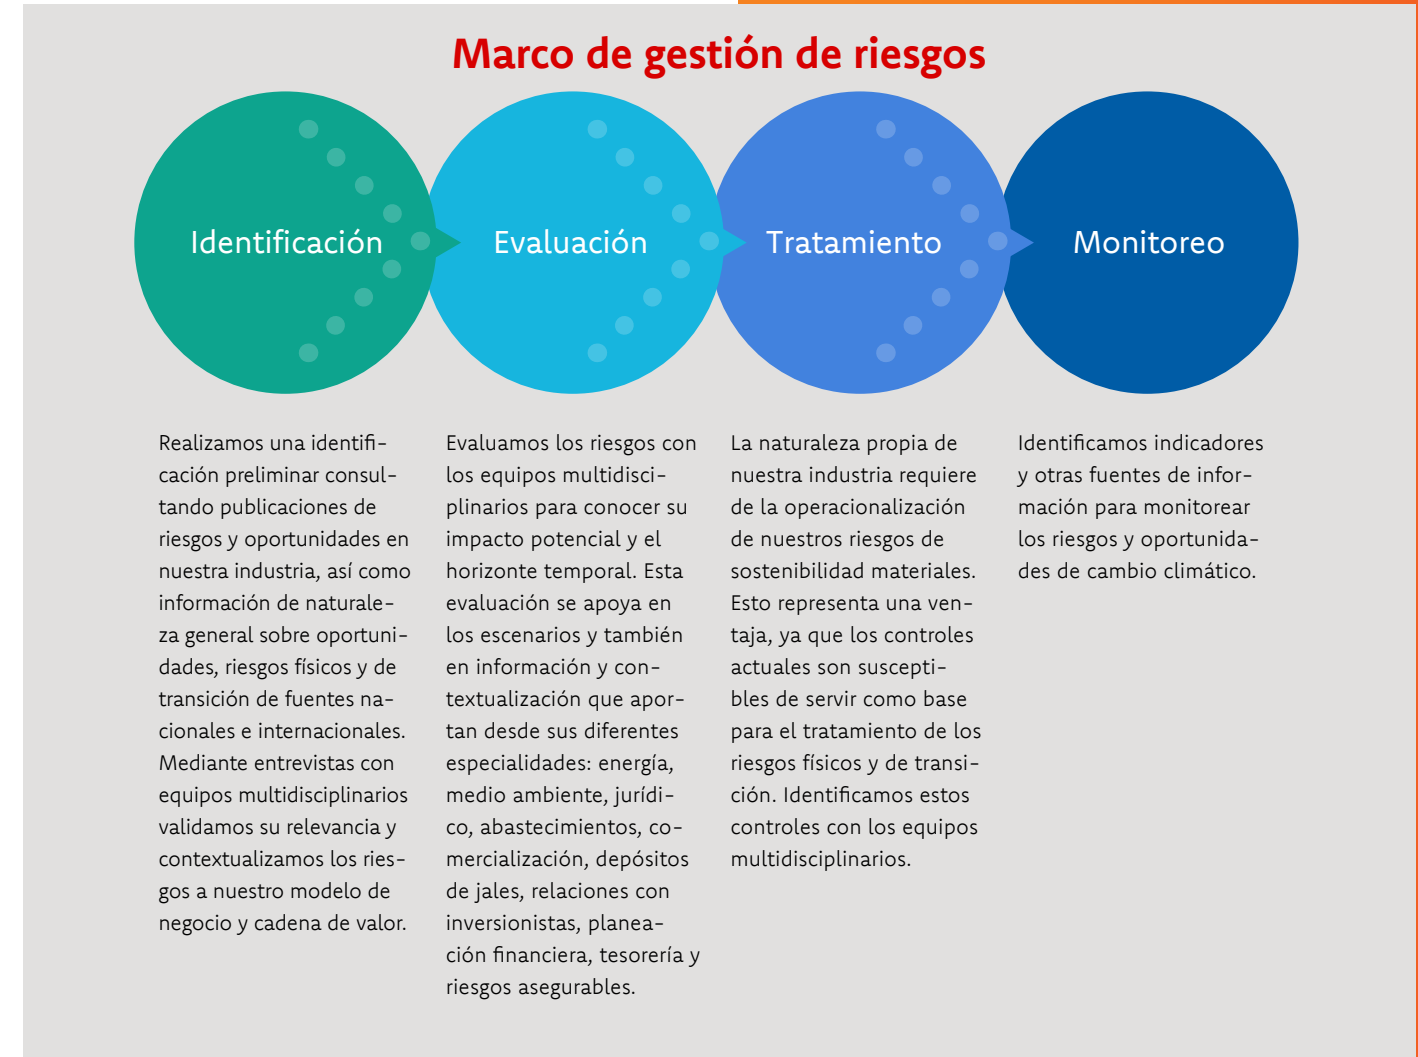 Marco de gestión de riesgos
Identificación
Evaluación
Tratamiento
Monitoreo
Realizamos una identifi-
cación preliminar consul-
tando publicaciones de
riesgos y oportunidades en
nuestra industria, así como
información de naturale-
za general sobre oportuni-
dades, riesgos físicos y de
transición de fuentes na-
cionales e internacionales.
Mediante entrevistas con
equipos multidisciplinarios
validamos su relevancia y
contextualizamos los ries-
gos a nuestro modelo de
negocio y cadena de valor.
Evaluamos los riesgos con
los equipos multidisci-
plinarios para conocer su
impacto potencial y el
horizonte temporal. Esta
evaluación se apoya en
los escenarios y también
en información y con-
textualización que apor-
tan desde sus diferentes
especialidades: energía,
medio ambiente, jurídi-
co, abastecimientos, co-
mercialización, depósitos
de jales, relaciones con
inversionistas, planea-
ción financiera, tesorería y
riesgos asegurables.
La naturaleza propia de
nuestra industria requiere
de la operacionalización
de nuestros riesgos de
sostenibilidad materiales.
Esto representa una ven-
taja, ya que los controles
actuales son suscepti-
bles de servir como base
para el tratamiento de los
riesgos físicos y de transi-
ción. Identificamos estos
controles con los equipos
multidisciplinarios.
Identificamos indicadores
y otras fuentes de infor-
mación para monitorear
los riesgos y oportunida-
des de cambio climático.